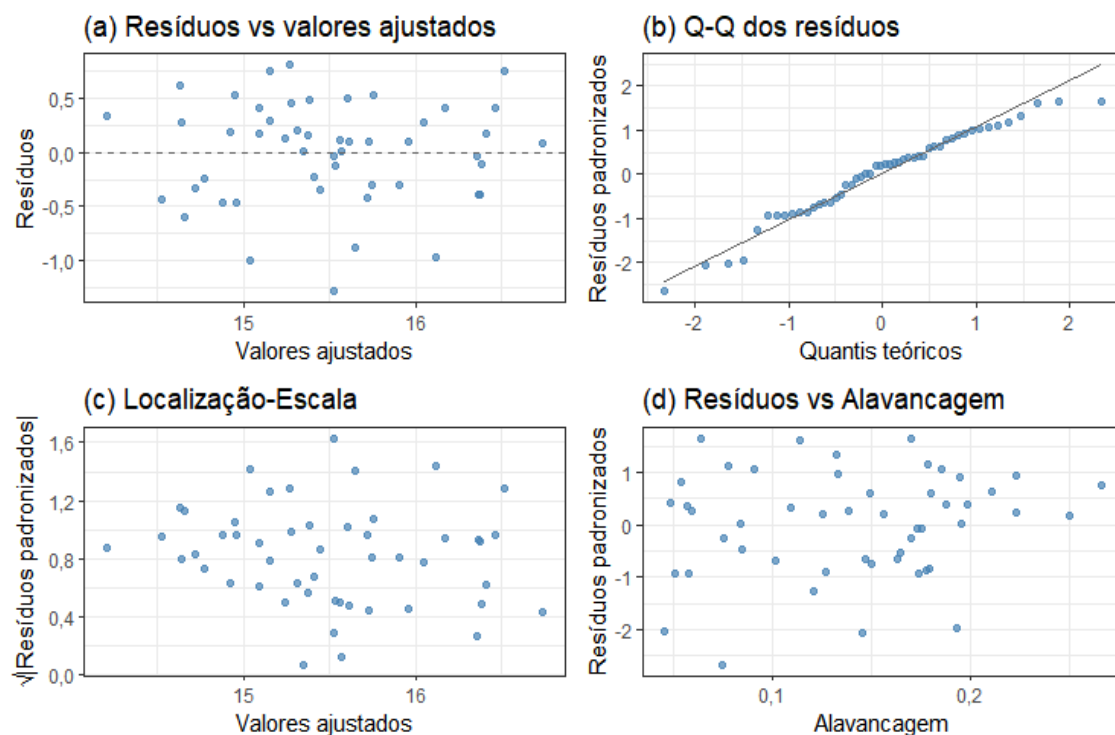 (a) Resíduos vs valores ajustados
Resíduos
0,5
0,0
-0,5
-1,0
15
16
Valores ajustados
(b) Q-Q dos resíduos
Resíduos padronizados
2
1
0
-1
-2
-2
-1
0
1
2
Quantis teóricos
(c) Localização-Escala
√|Resíduos padronizados|
1,6
1,2
0,8
0,4
0,0
15
16
Valores ajustados
(d) Resíduos vs Alavancagem
Resíduos padronizados
1
0
-1
-2
0,1
0,2
Alavancagem